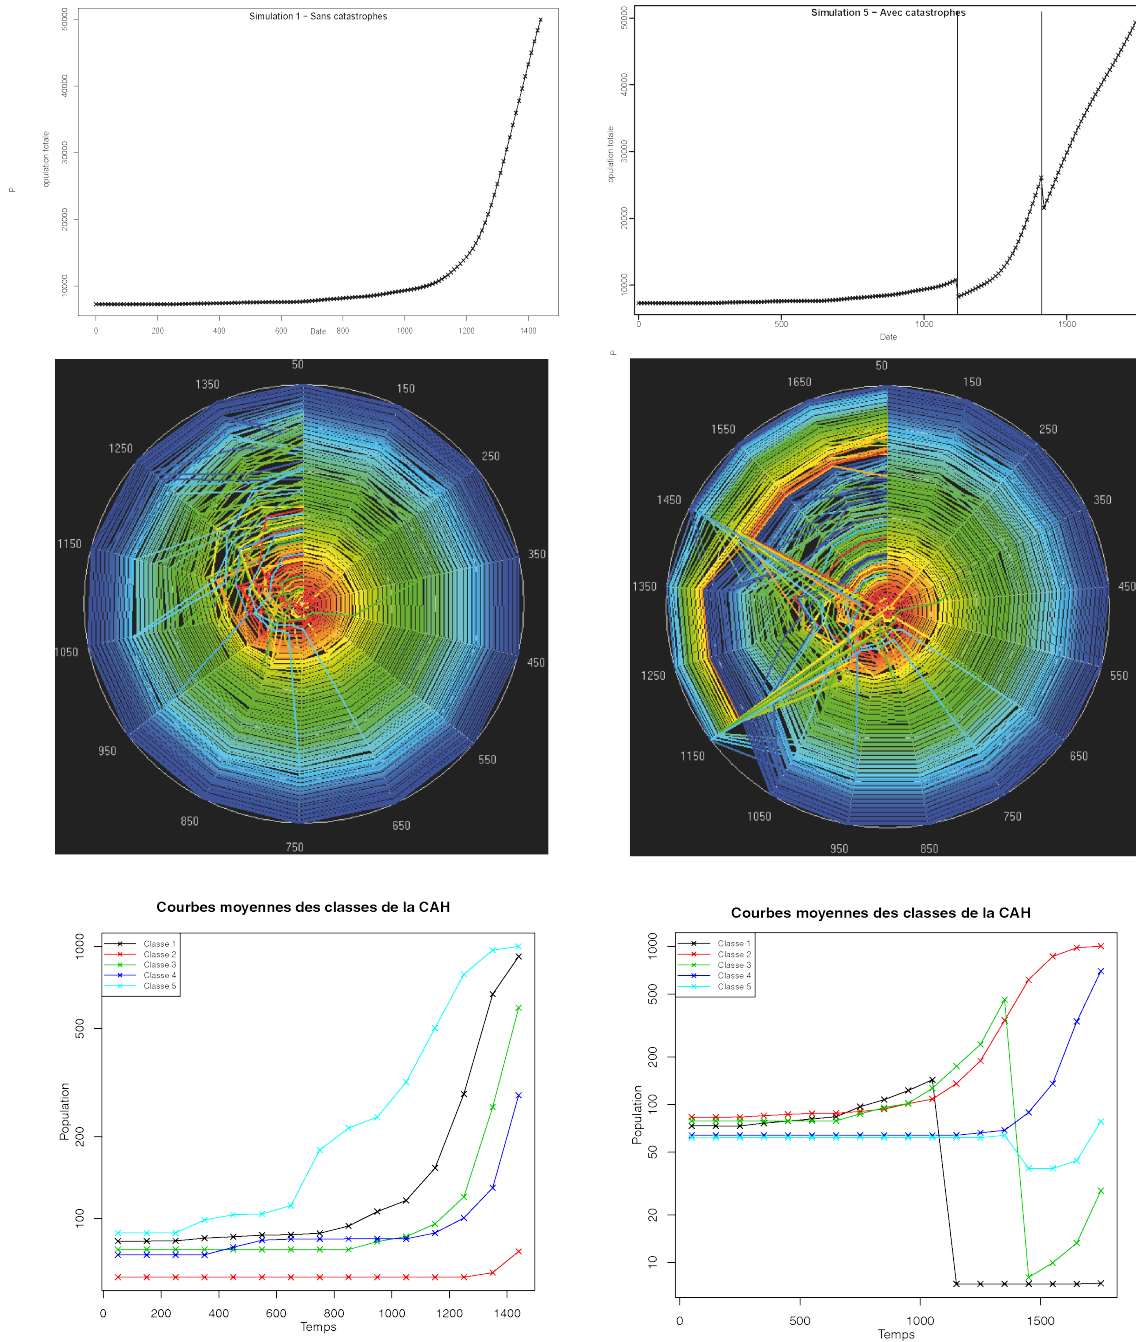 Simulation 1 – Sans catastrophes
50000
40000
30000
20000
10000
opulation totale
P
0 200 400 600 800 1000 1200 1400
Date
Simulation 5 – Avec catastrophes
50000
40000
30000
20000
10000
opulation totale
P
0 500 1000 1500
Date
50
150
250
350
450
550
650
750
850
950
1050
1150
1250
1350
50
150
250
350
450
550
650
750
850
950
1050
1150
1250
1350
1450
1550
1650
Courbes moyennes des classes de la CAH
Classe 1
Classe 2
Classe 3
Classe 4
Classe 5
1000
500
200
100
Population
0 200 400 600 800 1000 1200 1400
Temps
Courbes moyennes des classes de la CAH
Classe 1
Classe 2
Classe 3
Classe 4
Classe 5
1000
500
200
100
50
20
10
Population
0 500 1000 1500
Temps